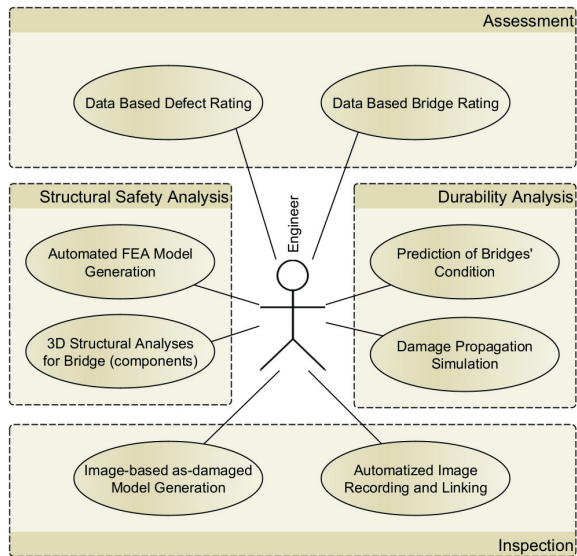 Assessment
Data Based Defect Rating
Data Based Bridge Rating
Structural Safety Analysis
Automated FEA Model
Generation
3D Structural Analyses
for Bridge (components)
Engineer
Durability Analysis
Prediction of Bridges'
Condition
Damage Propagation
Simulation
Image-based as-damaged
Model Generation
Automatized Image
Recording and Linking
Inspection